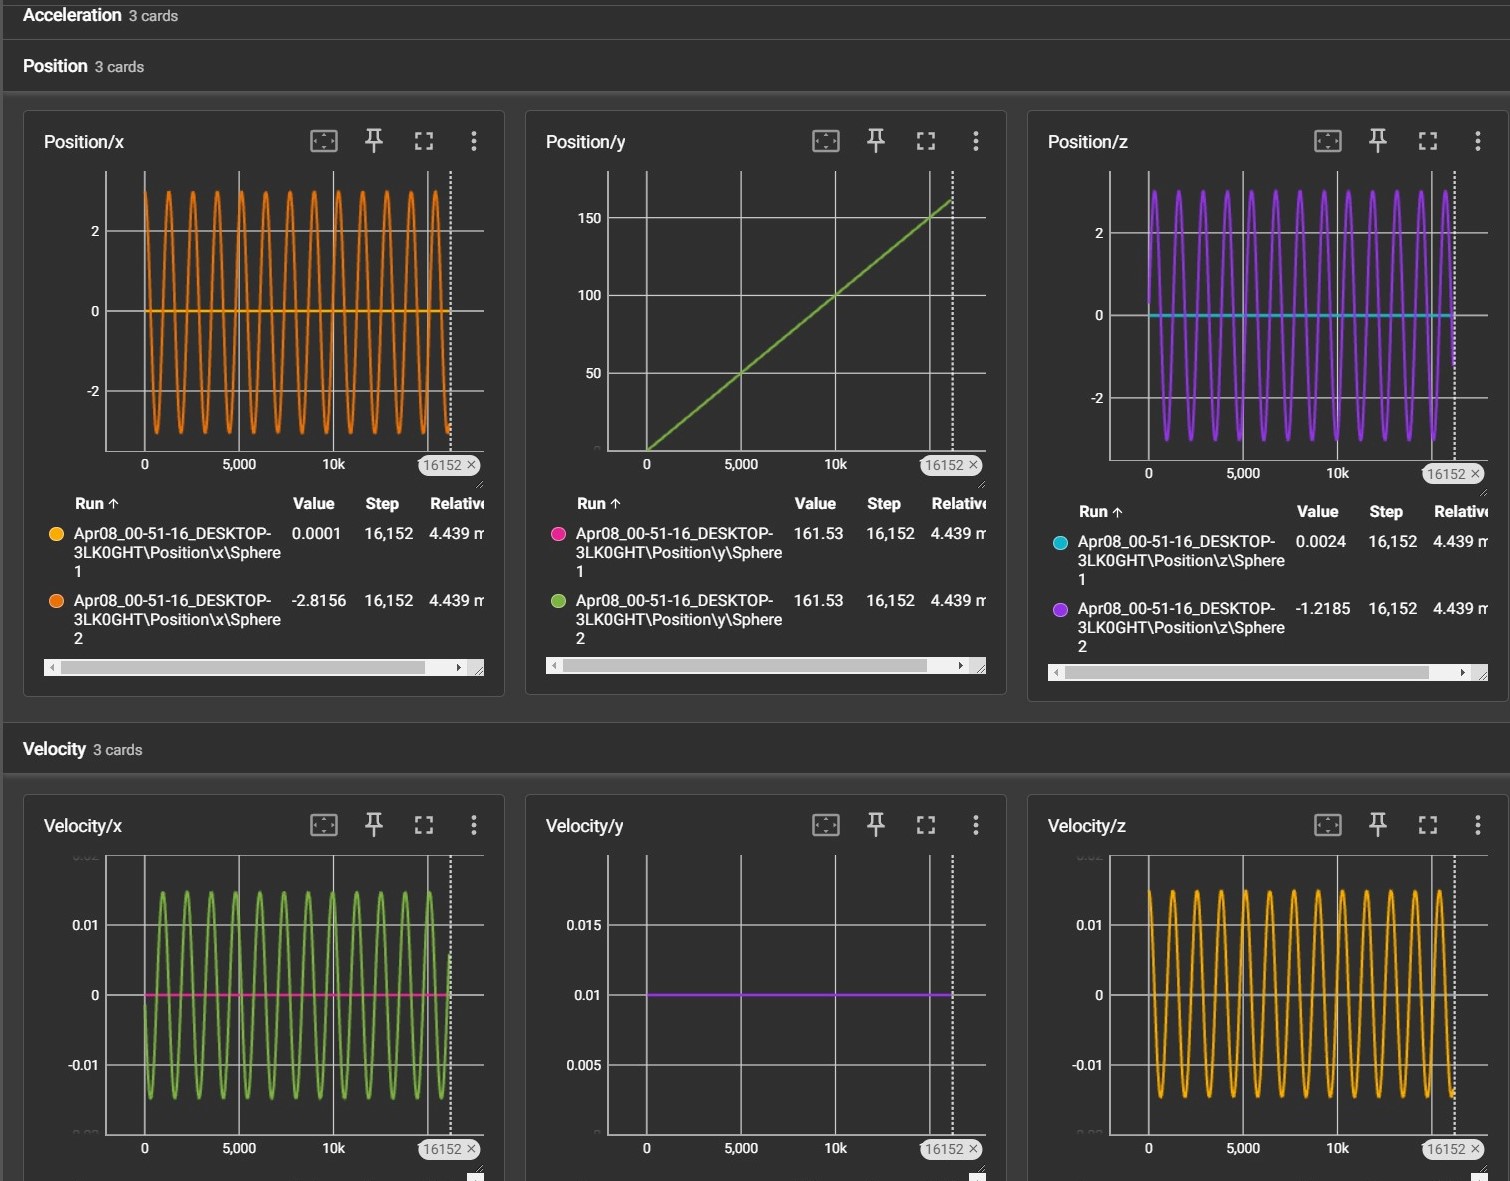 Acceleration 3 cards
Position 3 cards
Position/x
2
0
-2
0 5,000 10k 16152 ×
Run ↑ Value Step Relative
Apr08_00-51-16_DESKTOP- 0.0001 16,152 4.439 m
3LK0GHT\Position\x\Sphere
1
Apr08_00-51-16_DESKTOP- -2.8156 16,152 4.439 m
3LK0GHT\Position\x\Sphere
2
Position/y
150
100
50
0 5,000 10k 16152 ×
Run ↑ Value Step Relative
Apr08_00-51-16_DESKTOP- 161.53 16,152 4.439 m
3LK0GHT\Position\y\Sphere
1
Apr08_00-51-16_DESKTOP- 161.53 16,152 4.439 m
3LK0GHT\Position\y\Sphere
2
Position/z
2
0
-2
0 5,000 10k 16152 ×
Run ↑ Value Step Relative
Apr08_00-51-16_DESKTOP- 0.0024 16,152 4.439 m
3LK0GHT\Position\z\Sphere
1
Apr08_00-51-16_DESKTOP- -1.2185 16,152 4.439 m
3LK0GHT\Position\z\Sphere
2
Velocity 3 cards
Velocity/x
0.01
0
-0.01
0 5,000 10k 16152 ×
Velocity/y
0.015
0.01
0.005
0 5,000 10k 16152 ×
Velocity/z
0.01
0
-0.01
0 5,000 10k 16152 ×